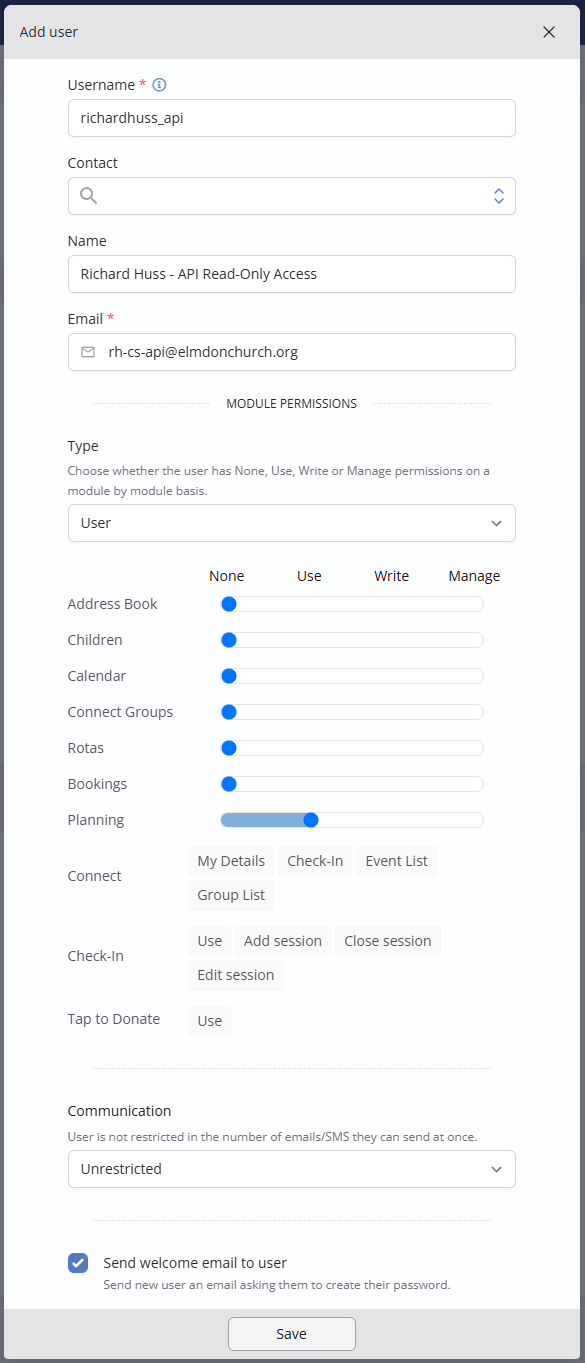 Add user
Username *
richardhuss_api
Contact
Name
Richard Huss - API Read-Only Access
Email *
rh-cs-api@elmdonchurch.org
MODULE PERMISSIONS
Type
Choose whether the user has None, Use, Write or Manage permissions on a
module by module basis.
User
None Use Write Manage
Address Book
Children
Calendar
Connect Groups
Rotas
Bookings
Planning
Connect
My Details Check-In Event List
Group List
Check-In
Use Add session Close session
Edit session
Tap to Donate Use
Communication
User is not restricted in the number of emails/SMS they can send at once.
Unrestricted
Send welcome email to user
Send new user an email asking them to create their password.
Save